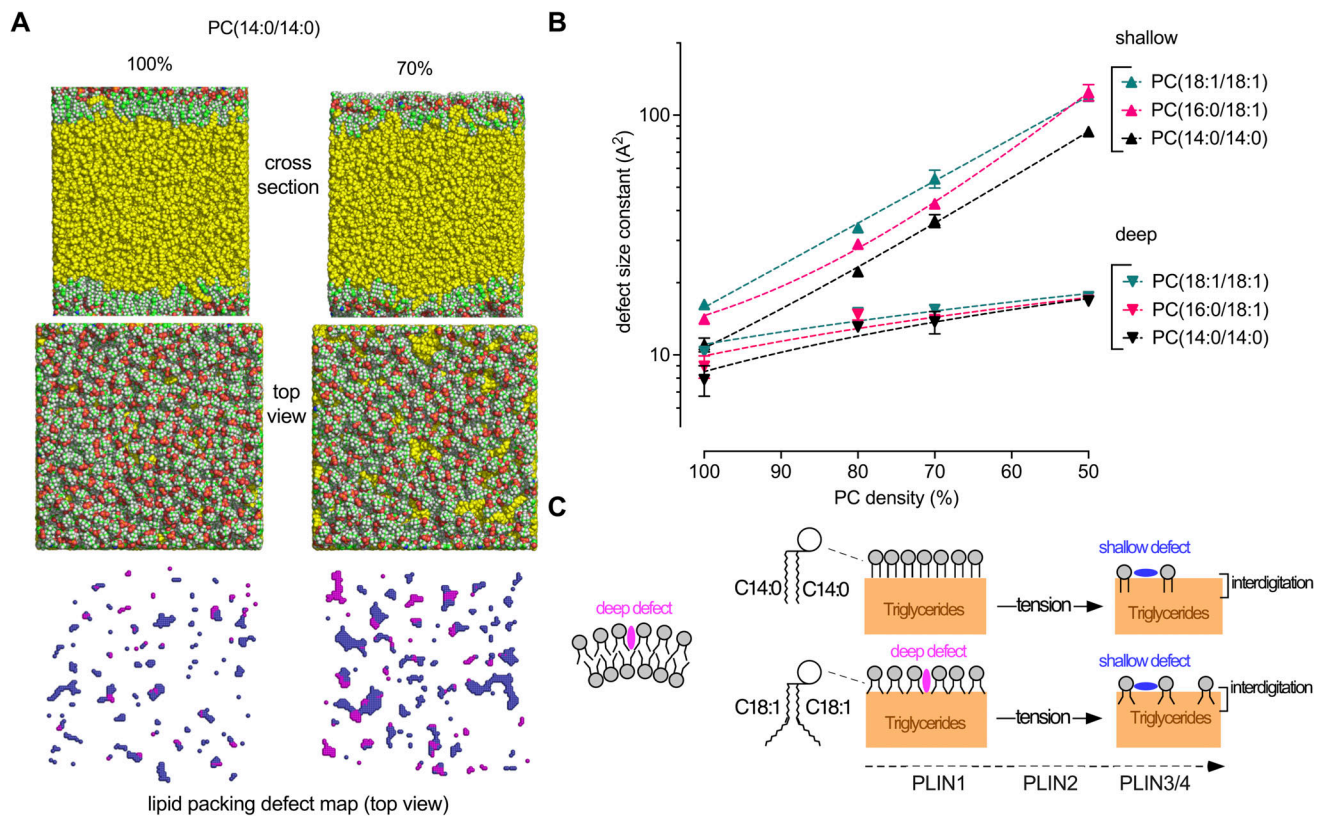 A
PC(14:0/14:0)
100%
70%
cross
section
top
view
lipid packing defect map (top view)
B
defect size constant (A²)
100
10
100
90
80
70
60
50
PC density (%)
shallow
PC(18:1/18:1)
PC(16:0/18:1)
PC(14:0/14:0)
deep
PC(18:1/18:1)
PC(16:0/18:1)
PC(14:0/14:0)
C
deep defect
C14:0
C14:0
Triglycerides
tension
shallow defect
Triglycerides
interdigitation
C18:1
C18:1
deep defect
Triglycerides
tension
shallow defect
Triglycerides
interdigitation
PLIN1
PLIN2
PLIN3/4